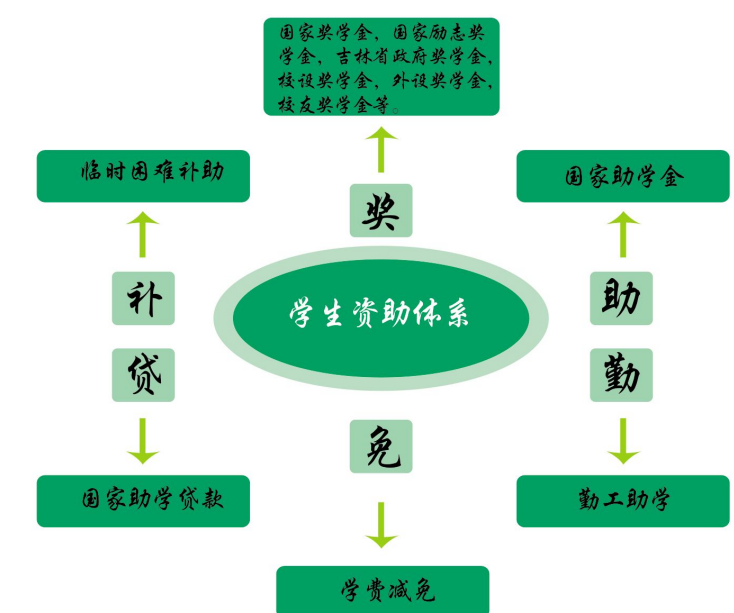 国家奖学金，国家励志奖
学金，吉林省政府奖学金，
校设奖学金，外设奖学金，
校友奖学金等。
临时困难补助
国家助学金
奖
补
助
学生资助体系
贷
勤
免
国家助学贷款
勤工助学
学费减免